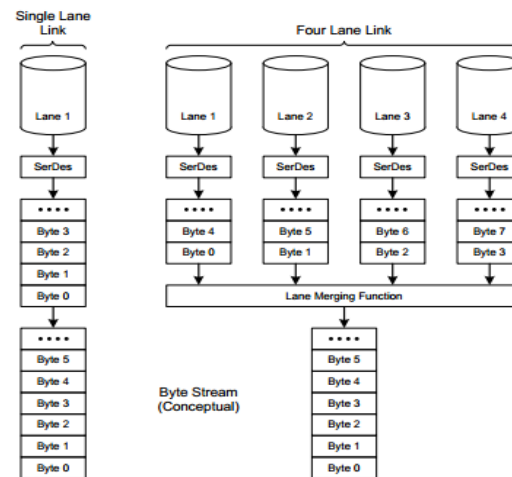 Single Lane
Link
Four Lane Link
Lane 1
Lane 1
Lane 2
Lane 3
Lane 4
SerDes
SerDes
SerDes
SerDes
SerDes
••••
••••
••••
••••
••••
Byte 3
Byte 4
Byte 5
Byte 6
Byte 7
Byte 2
Byte 0
Byte 1
Byte 2
Byte 3
Byte 1
Byte 0
Lane Merging Function
••••
••••
Byte 5
Byte 5
Byte 4
Byte 4
Byte 3
Byte 3
Byte Stream
(Conceptual)
Byte 2
Byte 2
Byte 1
Byte 1
Byte 0
Byte 0